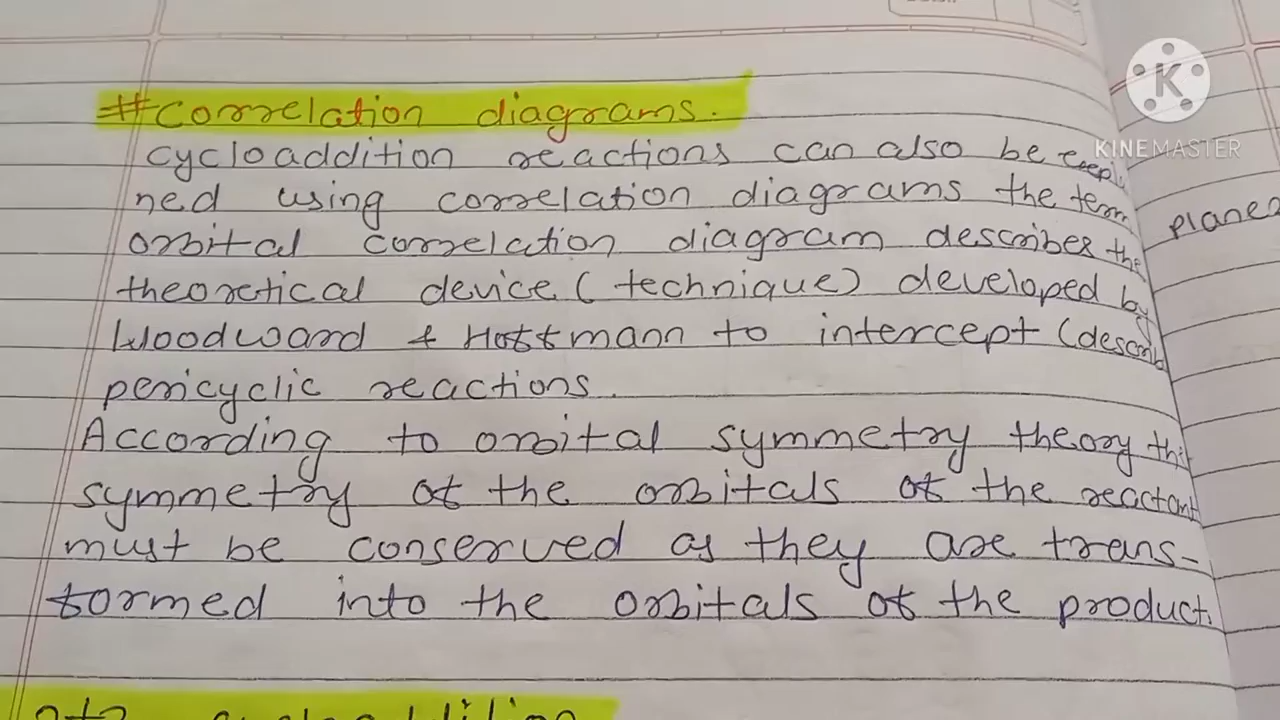 KINEMASTER
#Correlation diagrams.
cycloaddition reactions can also be
ned using correlation diagrams the term
orbital correlation diagram describes the
theoretical device (technique) developed by
Woodward & Hoffmann to intercept (describ
pericyclic reactions.
According to orbital symmetry theory the
symmetry of the orbitals of the reactant
must be conserved as they are trans-
formed into the orbitals of the product.
planes